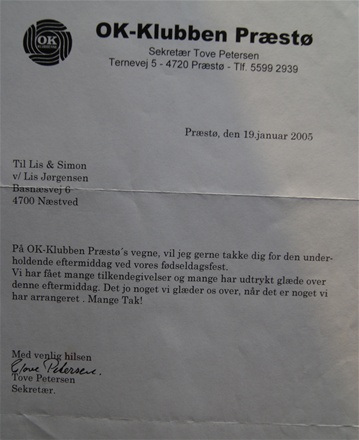 OK
OK-Klubben Præstø
Sekretær Tove Petersen
Ternevej 5 - 4720 Præstø - Tlf. 5599 2939
Præstø, den 19.januar 2005
Til Lis & Simon
v/ Lis Jørgensen
Basnæsvej 6
4700 Næstved
På OK-Klubben Præstø´s vegne, vil jeg gerne takke dig for den under-
holdende eftermiddag ved vores fødseldagsfest.
Vi har fået mange tilkendegivelser og mange har udtrykt glæde over
denne eftermiddag. Det jo noget vi glæder os over, når det er noget vi
har arrangeret . Mange Tak!
Med venlig hilsen
Tove Petersen.
Tove Petersen
Sekretær.